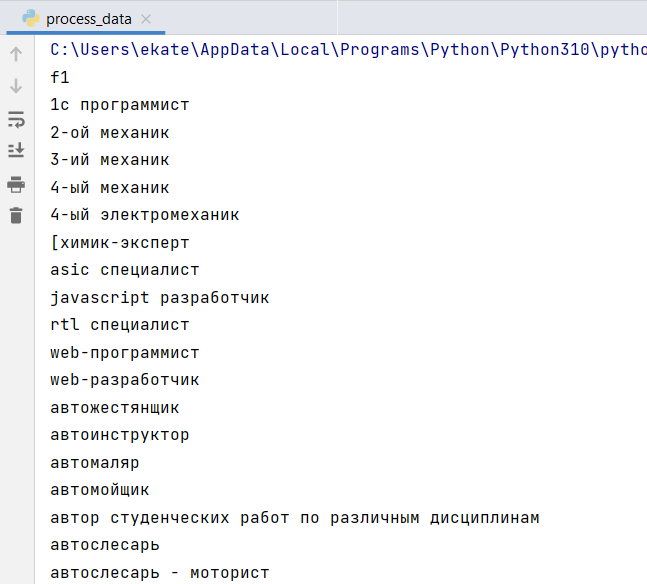 process_data
C:\Users\ekate\AppData\Local\Programs\Python\Python310\pytho
f1
1с программист
2-ой механик
3-ий механик
4-ый механик
4-ый электромеханик
[химик-эксперт
asic специалист
javascript разработчик
rtl специалист
web-программист
web-разработчик
автожестянщик
автоинструктор
автомаляр
автомойщик
автор студенческих работ по различным дисциплинам
автослесарь
автослесарь - моторист